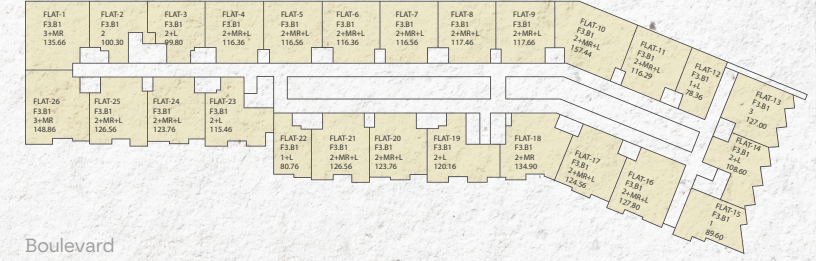 FLAT-1
F3.B1
3+MR
135.66
FLAT-2
F3.B1
2
100.30
FLAT-3
F3.B1
2+L
99.80
FLAT-4
F3.B1
2+MR+L
116.36
FLAT-5
F3.B1
2+MR+L
116.56
FLAT-6
F3.B1
2+MR+L
116.36
FLAT-7
F3.B1
2+MR+L
116.56
FLAT-8
F3.B1
2+MR+L
117.46
FLAT-9
F3.B1
2+MR+L
117.66
FLAT-10
F3.B1
2+MR+L
157.44
FLAT-11
F3.B1
2+MR+L
116.29
FLAT-12
F3.B1
1+L
78.36
FLAT-13
F3.B1
3
127.00
FLAT-14
F3.B1
2+L
108.60
FLAT-15
F3.B1
1
89.60
FLAT-26
F3.B1
3+MR
148.86
FLAT-25
F3.B1
2+MR+L
126.56
FLAT-24
F3.B1
2+MR+L
123.76
FLAT-23
F3.B1
2+L
115.46
FLAT-22
F3.B1
1+L
80.76
FLAT-21
F3.B1
2+MR+L
126.56
FLAT-20
F3.B1
2+MR+L
123.76
FLAT-19
F3.B1
2+L
120.16
FLAT-18
F3.B1
2+MR
134.90
FLAT-17
F3.B1
2+MR+L
124.56
FLAT-16
F3.B1
2+MR+L
127.80
Boulevard